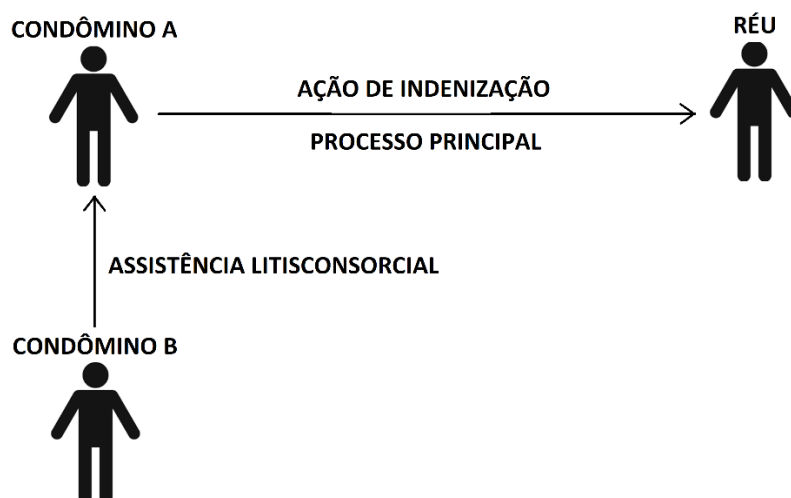 CONDÔMINO A
RÉU
AÇÃO DE INDENIZAÇÃO
PROCESSO PRINCIPAL
ASSISTÊNCIA LITISCONSORCIAL
CONDÔMINO B